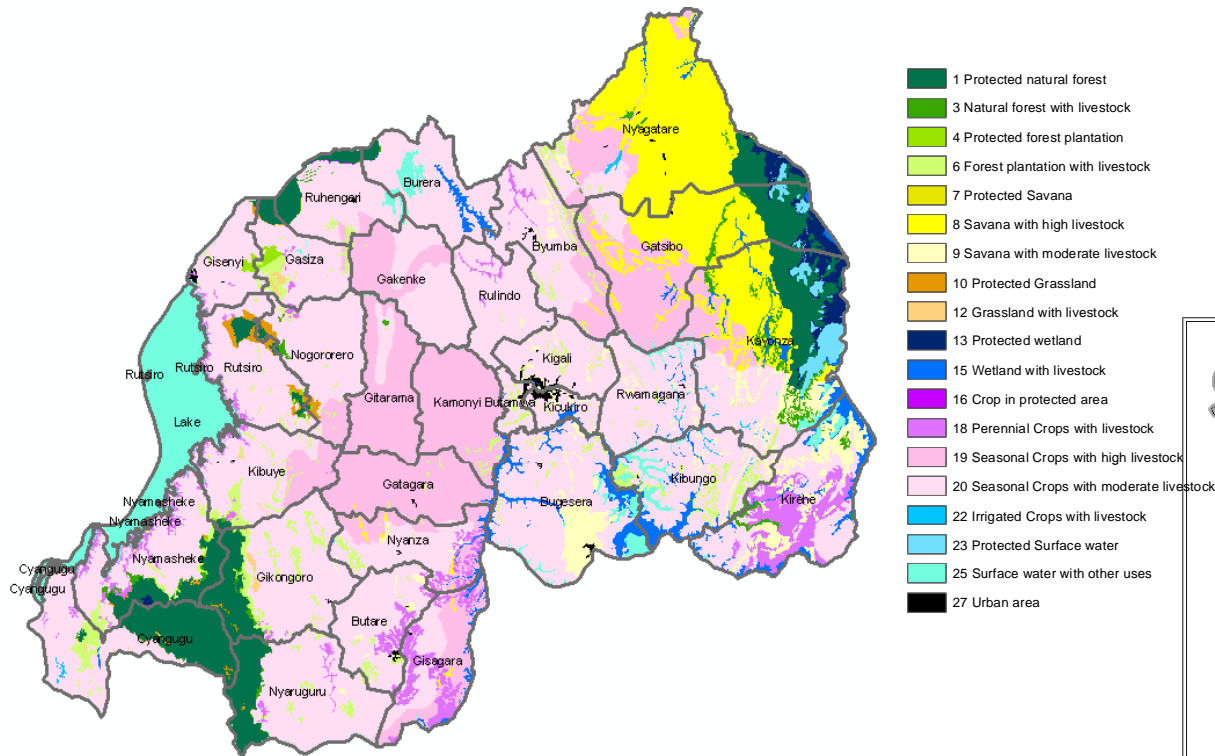 Nyagatare
Burera
Ruhengeri
Byumba
Gatsibo
Gisenyi
Gasiza
Gakenke
Rulindo
Kayonza
Nogororero
Kigali
Rutsiro
Rutsiro
Rutsiro
Gitarama
Kamonyi
Butamwa
Kicukiro
Rwamagana
Lake
Kibuye
Gatagara
Bugesera
Kibungo
Kirehe
Nyamasheke
Nyamasheke
Nyamasheke
Nyanza
Gikongoro
Cyangugu
Cyangugu
Cyangugu
Butare
Gisagara
Nyaruguru
1 Protected natural forest
3 Natural forest with livestock
4 Protected forest plantation
6 Forest plantation with livestock
7 Protected Savana
8 Savana with high livestock
9 Savana with moderate livestock
10 Protected Grassland
12 Grassland with livestock
13 Protected wetland
15 Wetland with livestock
16 Crop in protected area
18 Perennial Crops with livestock
19 Seasonal Crops with high livestock
20 Seasonal Crops with moderate livestock
22 Irrigated Crops with livestock
23 Protected Surface water
25 Surface water with other uses
27 Urban area